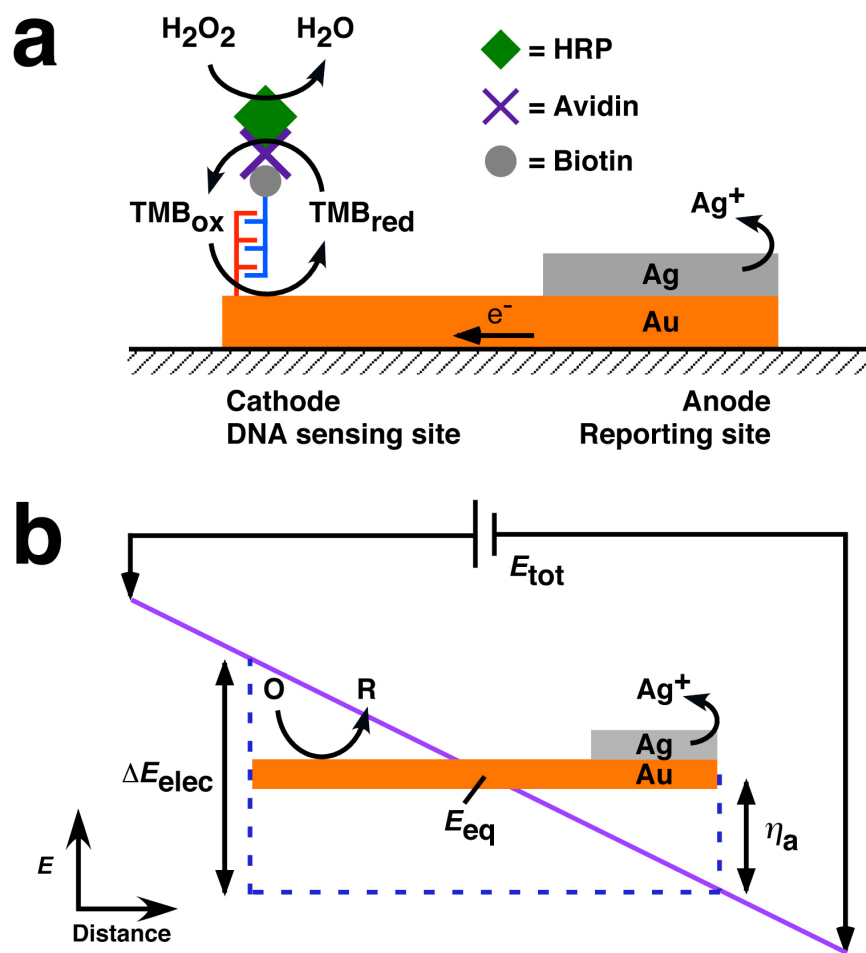 a
H₂O₂
H₂O
= HRP
= Avidin
= Biotin
TMBox
TMBred
Ag⁺
Ag
Au
e⁻
Cathode
DNA sensing site
Anode
Reporting site
b
Etot
O
R
Ag⁺
Ag
Au
ΔEelec
Eeq
ηa
E
Distance